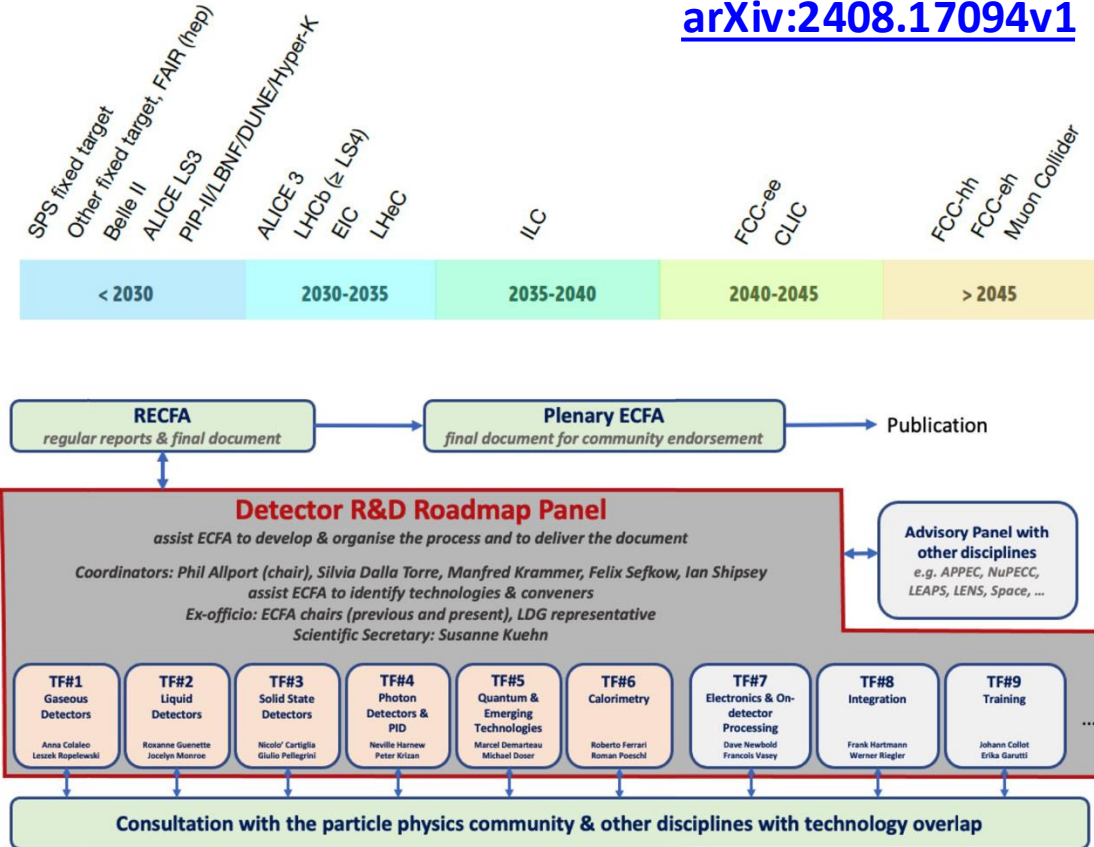 arXiv:2408.17094v1
SPS fixed target
Other fixed target, FAIR (hep)
Belle II
ALICE LS3
PIP-II/LBNF/DUNE/Hyper-K
ALICE 3
LHCb (≥ LS4)
EIC
LHeC
ILC
FCC-ee
CLIC
FCC-hh
FCC-eh
Muon Collider
< 2030
2030-2035
2035-2040
2040-2045
> 2045
RECFA
regular reports & final document
Plenary ECFA
final document for community endorsement
Publication
Detector R&D Roadmap Panel
assist ECFA to develop & organise the process and to deliver the document
Coordinators: Phil Allport (chair), Silvia Dalla Torre, Manfred Krammer, Felix Sefkow, Ian Shipsey
assist ECFA to identify technologies & conveners
Ex-officio: ECFA chairs (previous and present), LDG representative
Scientific Secretary: Susanne Kuehn
Advisory Panel with
other disciplines
e.g. APPEC, NuPECC,
LEAPS, LENS, Space, ...
TF#1
Gaseous
Detectors
Anna Colaleo
Leszek Ropelewski
TF#2
Liquid
Detectors
Roxanne Guenette
Jocelyn Monroe
TF#3
Solid State
Detectors
Nicolo' Cartiglia
Giulio Pellegrini
TF#4
Photon
Detectors &
PID
Neville Harnew
Peter Krizan
TF#5
Quantum &
Emerging
Technologies
Marcel Demarteau
Michael Doser
TF#6
Calorimetry
Roberto Ferrari
Roman Poeschl
TF#7
Electronics & On-
detector
Processing
Dave Newbold
Francois Vasey
TF#8
Integration
Frank Hartmann
Werner Riegler
TF#9
Training
Johann Collot
Erika Garutti
...
Consultation with the particle physics community & other disciplines with technology overlap